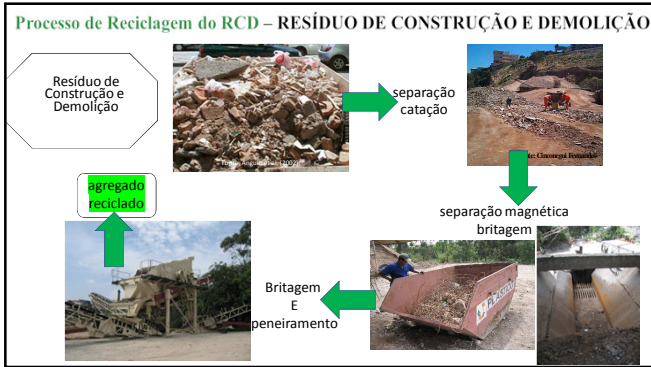 Processo de Reciclagem do RCD – RESÍDUO DE CONSTRUÇÃO E DEMOLIÇÃO
Resíduo de
Construção e
Demolição
separação
catação
agregado
reciclado
separação magnética
britagem
Britagem
E
peneiramento